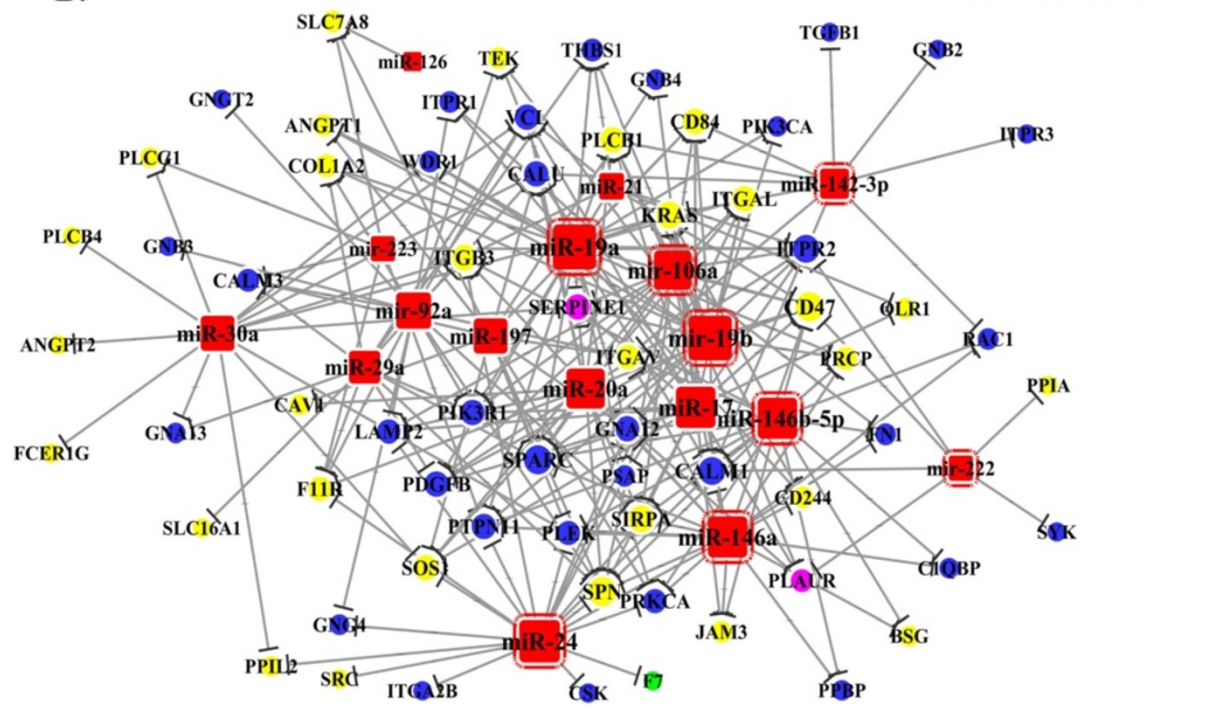 SLC7A8
miR-126
TEK
THBS1
TGFB1
GNB2
GNB4
GNGT2
ITPR1
VCL
CD84
PIK3CA
ITPR3
ANGPT1
PLCB1
PLCG1
COL1A2
WDR1
CALU
miR-21
miR-142-3p
ITGAL
KRAS
PLCB4
GNB3
mir-223
ITGB3
miR-19a
mir-106a
ITPR2
CALM3
mir-92a
SERPINE1
CD47
OLR1
miR-30a
miR-197
mir-19b
RAC1
ANGPT2
miR-29a
ITGAV
PRCP
miR-20a
PPIA
CAV1
PIK3R1
miR-17
miR-146b-5p
GNA13
LAMP2
GNA12
FN1
FCER1G
SPARC
PSAP
CALM1
mir-222
F11R
PDGFB
CD244
SLC16A1
PTPN11
PLEK
SIRPA
miR-146a
SYK
SOS1
C1QBP
PLAUR
SPN
PRKCA
GNG4
JAM3
BSG
miR-24
PPIL2
SRC
ITGA2B
CSK
F7
PPBP